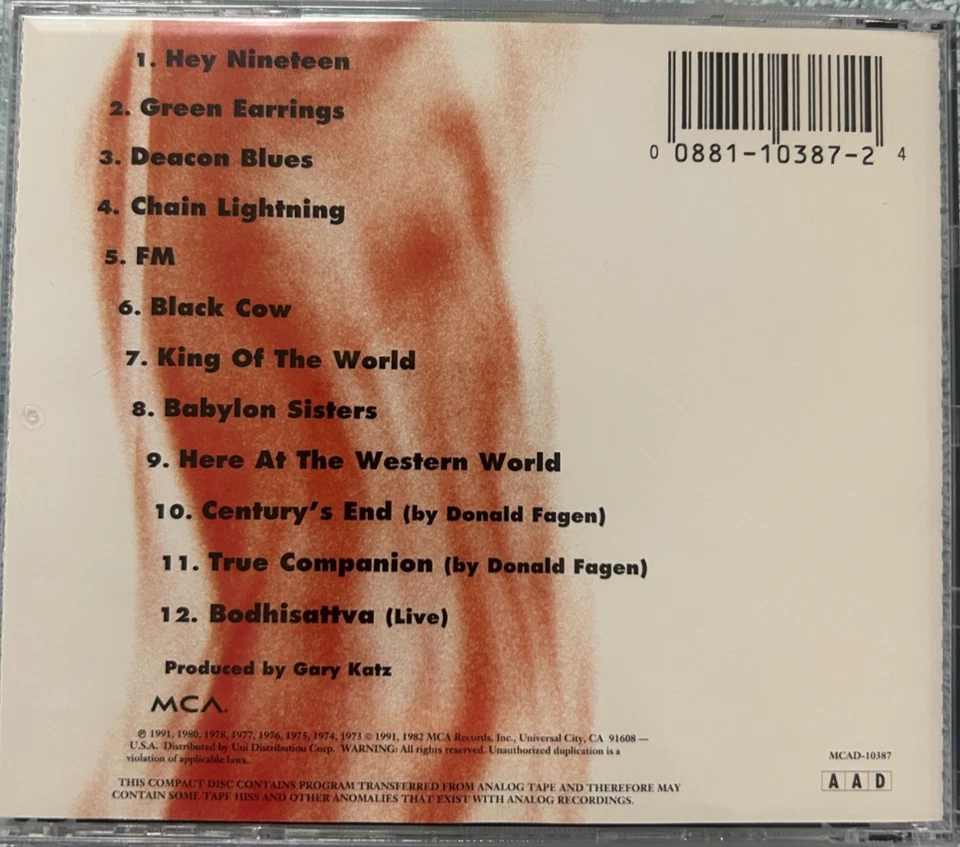 1. Hey Nineteen
2. Green Earrings
3. Deacon Blues
4. Chain Lightning
5. FM
6. Black Cow
7. King Of The World
8. Babylon Sisters
9. Here At The Western World
10. Century's End (by Donald Fagen)
11. True Companion (by Donald Fagen)
12. Bodhisattva (Live)
Produced by Gary Katz
MCA.
℗ 1991, 1980, 1978, 1977, 1976, 1975, 1974, 1973 © 1991, 1982 MCA Records, Inc., Universal City, CA 91608 —
U.S.A. Distributed by Uni Distribution Corp. WARNING: All rights reserved. Unauthorized duplication is a
violation of applicable laws.
THIS COMPACT DISC CONTAINS PROGRAM TRANSFERRED FROM ANALOG TAPE AND THEREFORE MAY
CONTAIN SOME TAPE HISS AND OTHER ANOMALIES THAT EXIST WITH ANALOG RECORDINGS.
0 0881-10387-2 4
MCAD-10387
A A D